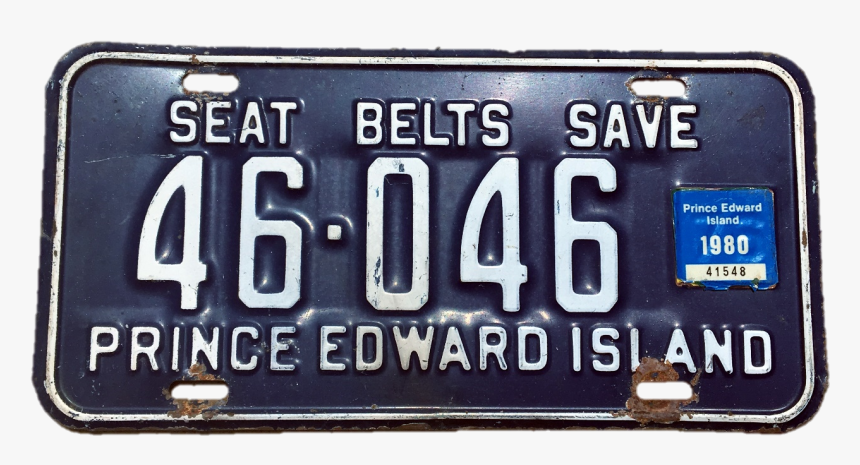 SEAT BELTS SAVE
46·046
Prince Edward
Island.
1980
41548
PRINCE EDWARD ISLAND